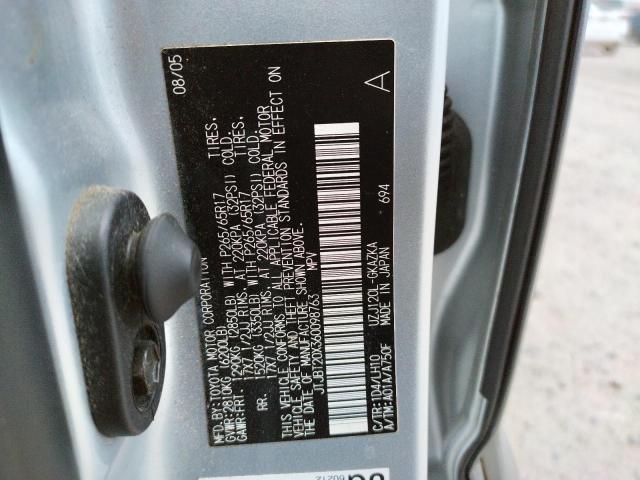 MFD.BY:TOYOTA MOTOR CORPORATION 08/05
GVWR:2810KG (6200LB)
GAWR:FRT- 1290KG (2850LB) WITH P265/65R17 TIRES.
17X7 1/2JJ RIMS, AT 220KPA (32PSI) COLD.
RR. 1520KG (3350LB) WITH P265/65R17 TIRES.
17X7 1/2JJ RIMS, AT 220KPA (32PSI) COLD.
THIS VEHICLE CONFORMS TO ALL APPLICABLE FEDERAL MOTOR
VEHICLE SAFETY AND THEFT PREVENTION STANDARDS IN EFFECT ON
THE DATE OF MANUFACTURE SHOWN ABOVE.
JTJBT20X360098763 MPV
A
C/TR:1D4/LH10 UZJ120L-GKAZKA
A/TM:A01A/A750F MADE IN JAPAN 694
60212